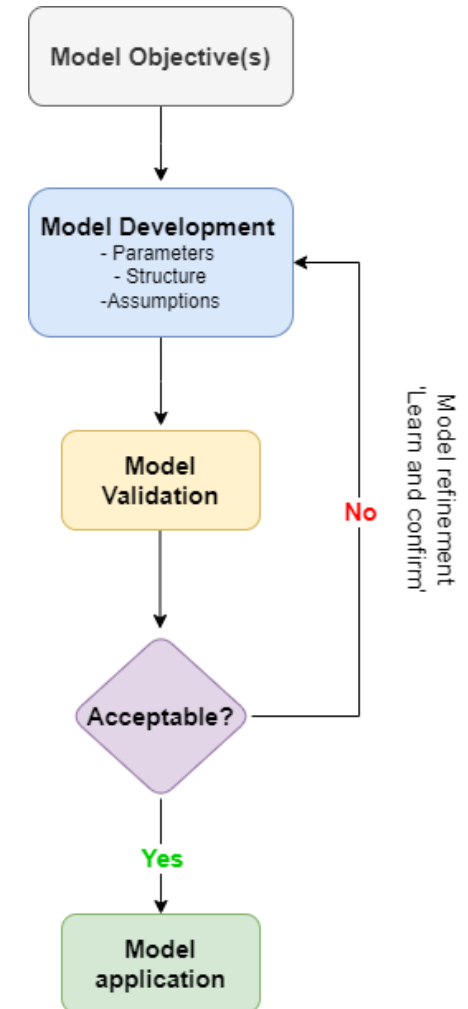 Model Objective(s)
Model Development
- Parameters
- Structure
-Assumptions
Model
Validation
Model refinement
'Learn and confirm'
No
Acceptable?
Yes
Model
application